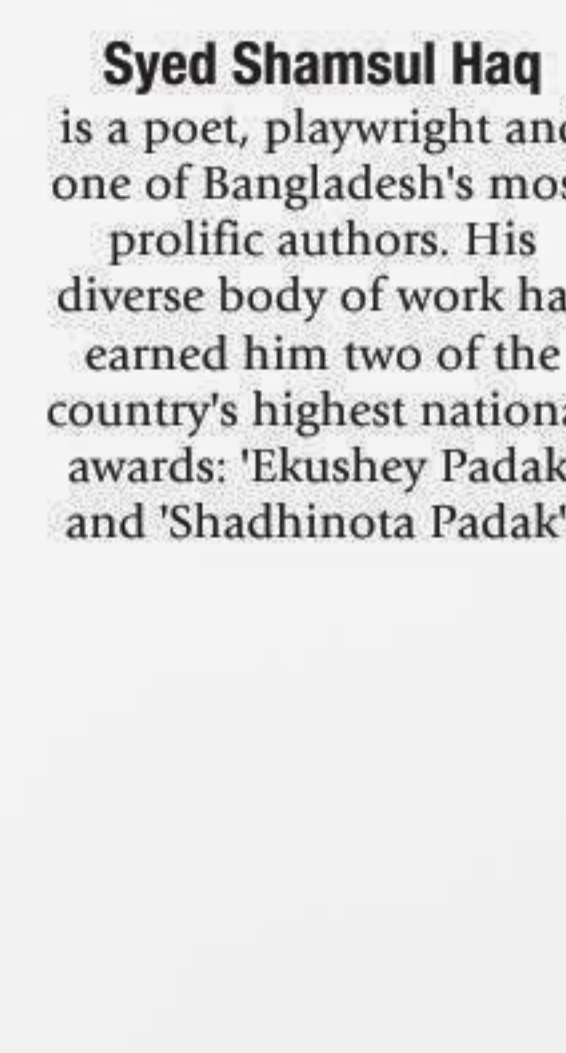 Syed Shamsul Haq
is a poet, playwright and
one of Bangladesh's mos
prolific authors. His
diverse body of work ha
earned him two of the
country's highest nationa
awards: 'Ekushey Padak
and 'Shadhinota Padak'